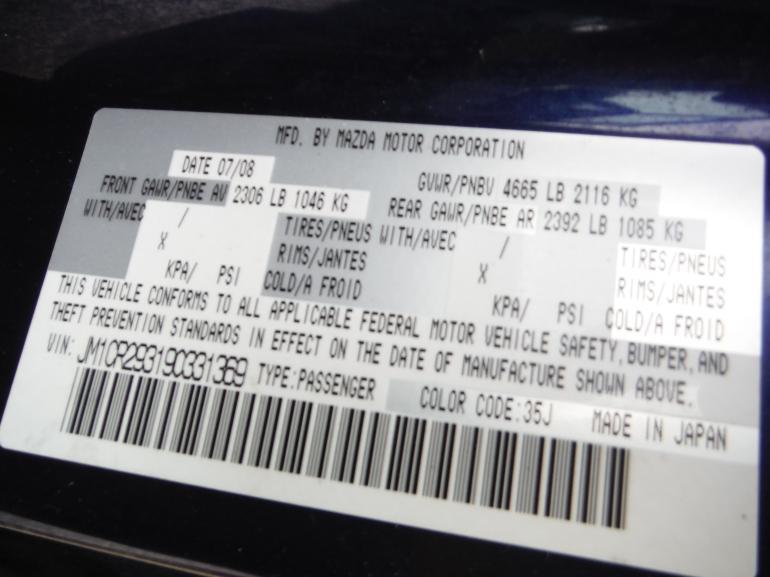 MFD. BY MAZDA MOTOR CORPORATION
DATE 07/08 GVWR/PNBV 4665 LB 2116 KG
FRONT GAWR/PNBE AV 2306 LB 1046 KG REAR GAWR/PNBE AR 2392 LB 1085 KG
WITH/AVEC / TIRES/PNEUS WITH/AVEC / TIRES/PNEUS
X RIMS/JANTES X RIMS/JANTES
KPA/ PSI COLD/A FROID KPA/ PSI COLD/A FROID
THIS VEHICLE CONFORMS TO ALL APPLICABLE FEDERAL MOTOR VEHICLE SAFETY, BUMPER, AND
THEFT PREVENTION STANDARDS IN EFFECT ON THE DATE OF MANUFACTURE SHOWN ABOVE.
VIN: JM1CR293190331369 TYPE:PASSENGER COLOR CODE:35J MADE IN JAPAN